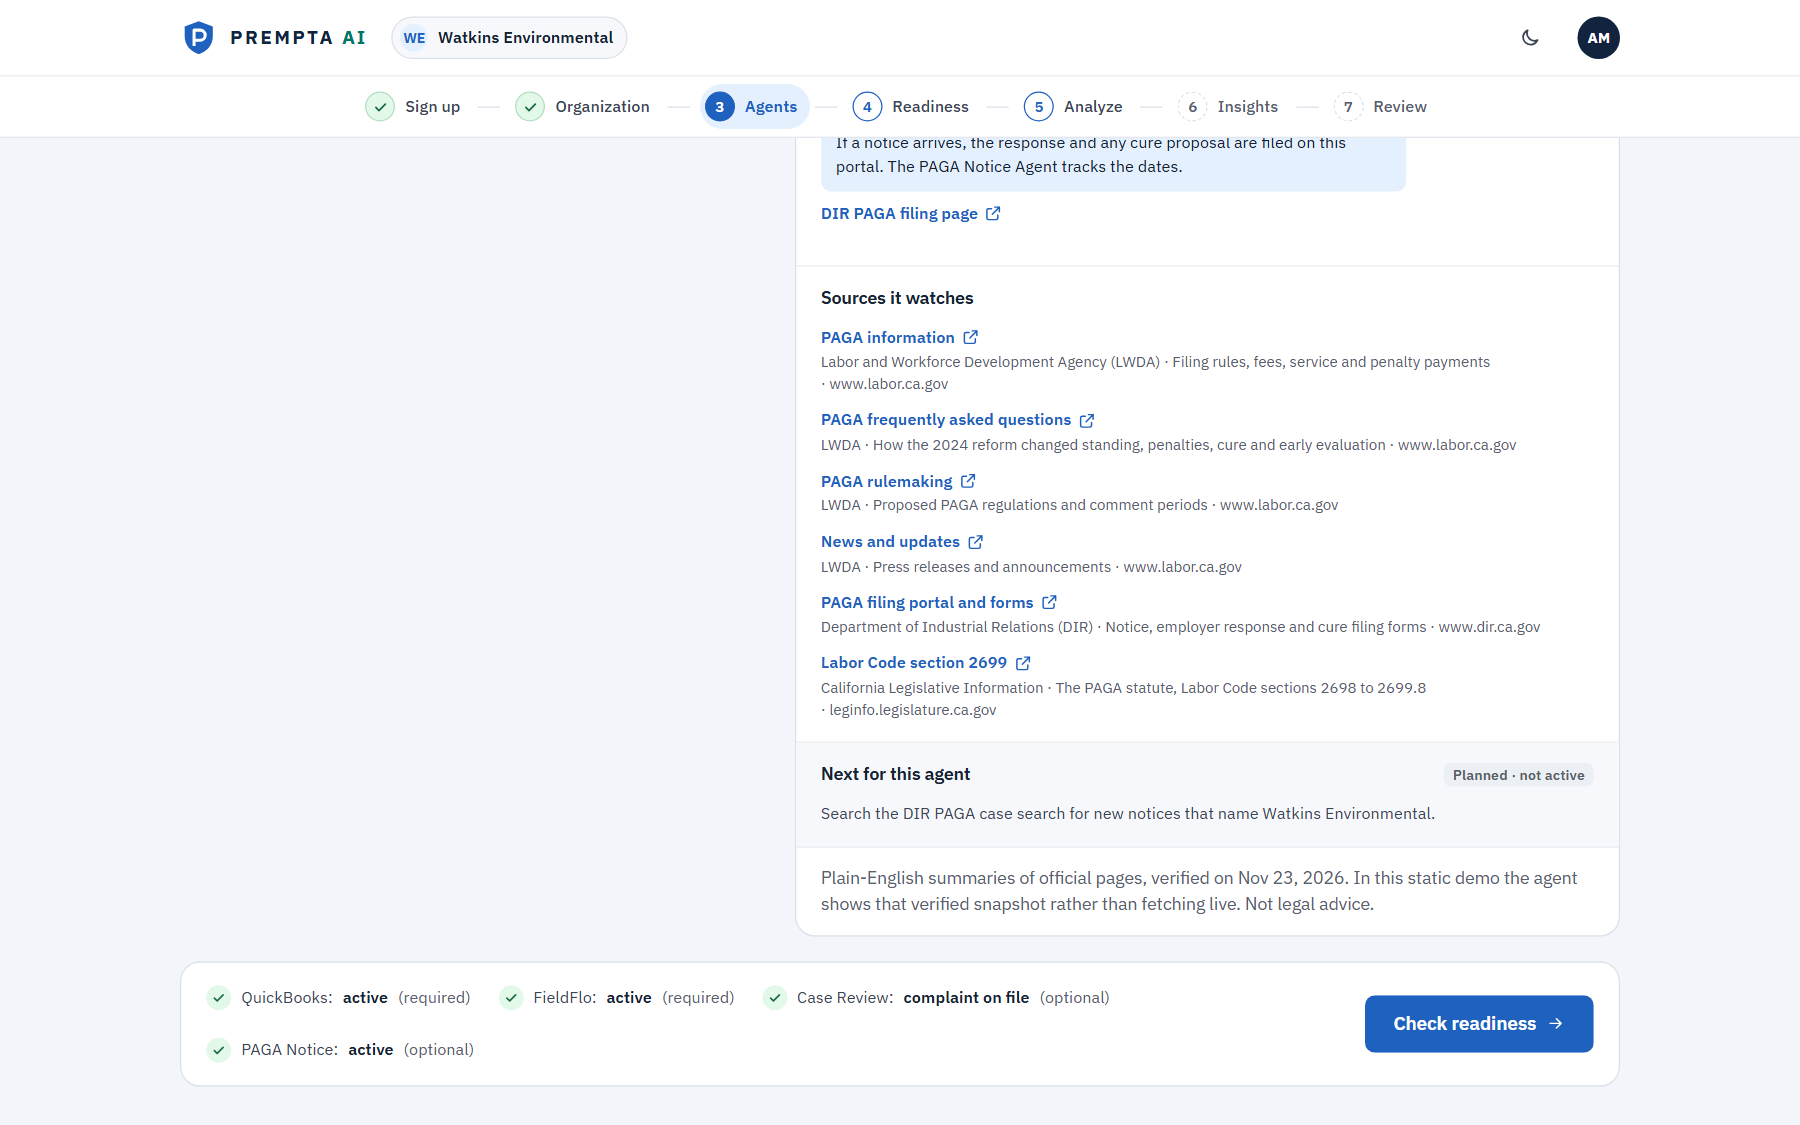 PREMPTA AI
WE Watkins Environmental
AM
Sign up
Organization
3 Agents
4 Readiness
5 Analyze
6 Insights
7 Review
If a notice arrives, the response and any cure proposal are filed on this
portal. The PAGA Notice Agent tracks the dates.
DIR PAGA filing page
Sources it watches
PAGA information
Labor and Workforce Development Agency (LWDA) · Filing rules, fees, service and penalty payments
· www.labor.ca.gov
PAGA frequently asked questions
LWDA · How the 2024 reform changed standing, penalties, cure and early evaluation · www.labor.ca.gov
PAGA rulemaking
LWDA · Proposed PAGA regulations and comment periods · www.labor.ca.gov
News and updates
LWDA · Press releases and announcements · www.labor.ca.gov
PAGA filing portal and forms
Department of Industrial Relations (DIR) · Notice, employer response and cure filing forms · www.dir.ca.gov
Labor Code section 2699
California Legislative Information · The PAGA statute, Labor Code sections 2698 to 2699.8
· leginfo.legislature.ca.gov
Next for this agent
Planned · not active
Search the DIR PAGA case search for new notices that name Watkins Environmental.
Plain-English summaries of official pages, verified on Nov 23, 2026. In this static demo the agent
shows that verified snapshot rather than fetching live. Not legal advice.
QuickBooks: active (required)
FieldFlo: active (required)
Case Review: complaint on file (optional)
PAGA Notice: active (optional)
Check readiness →